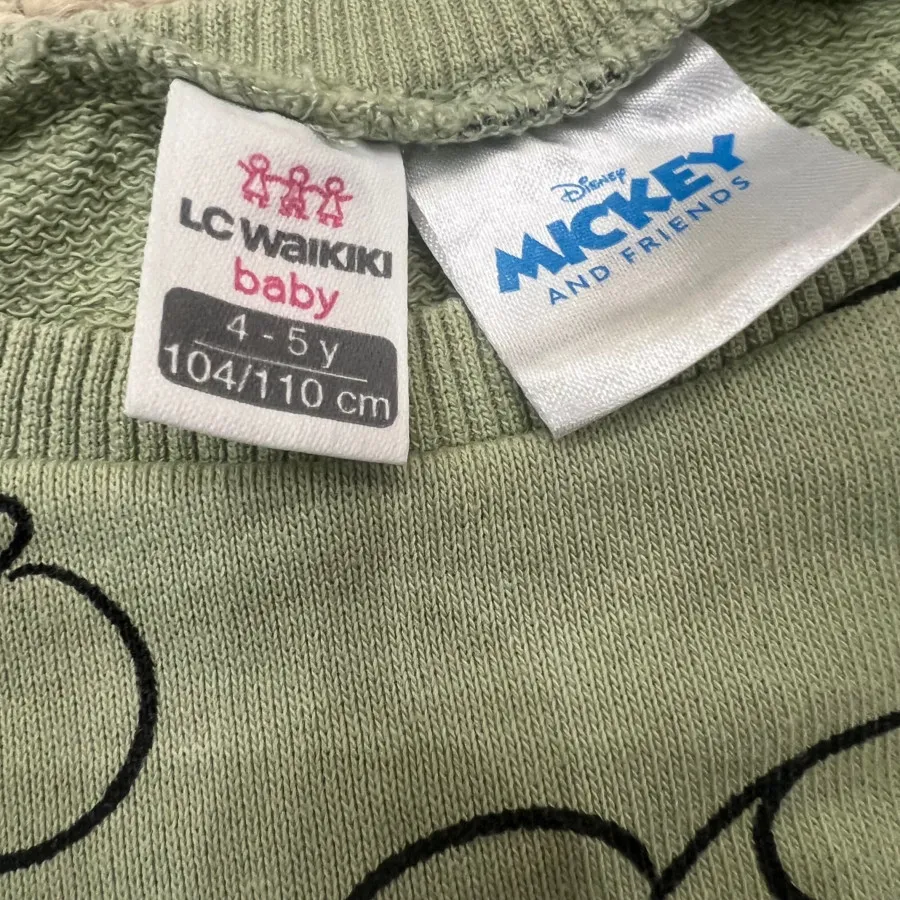 LC WAIKIKI
baby
4 - 5 y
104/110 cm
Disney
MICKEY
AND FRIENDS